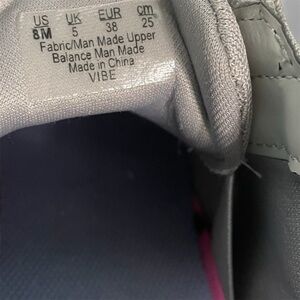 US UK EUR cm
8M 5 38 25
Fabric/Man Made Upper
Balance Man Made
Made in China
VIBE